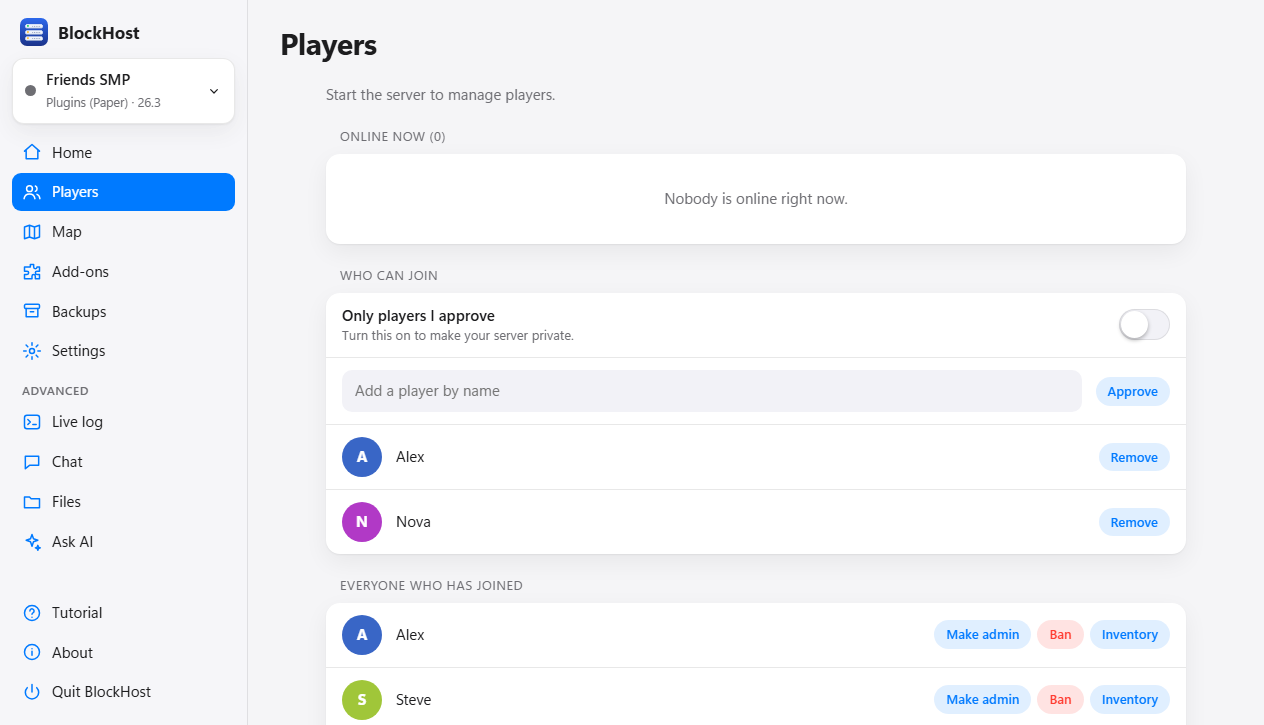 BlockHost
Friends SMP
Plugins (Paper) · 26.3
Home
Players
Map
Add-ons
Backups
Settings
ADVANCED
Live log
Chat
Files
Ask AI
Tutorial
About
Quit BlockHost
Players
Start the server to manage players.
ONLINE NOW (0)
Nobody is online right now.
WHO CAN JOIN
Only players I approve
Turn this on to make your server private.
Add a player by name
Approve
A Alex Remove
N Nova Remove
EVERYONE WHO HAS JOINED
A Alex Make admin Ban Inventory
S Steve Make admin Ban Inventory